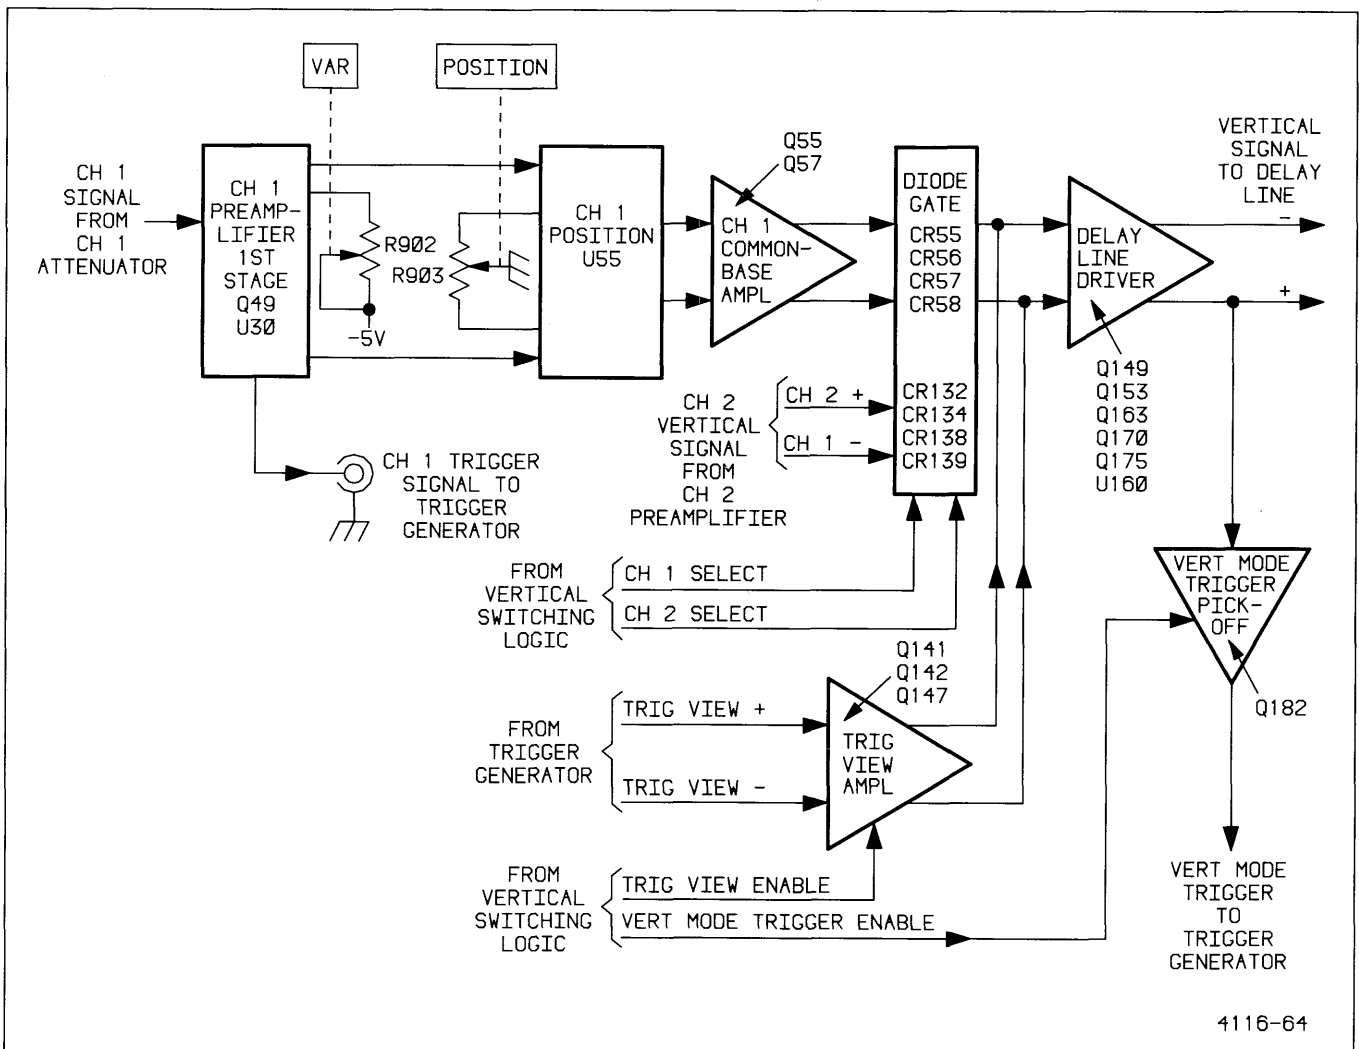 VAR
POSITION
CH 1
SIGNAL
FROM
CH 1
ATTENUATOR
CH 1
PREAMP-
LIFIER
1ST
STAGE
Q49
U30
R902
R903
-5V
CH 1
POSITION
U55
Q55
Q57
CH 1
COMMON-
BASE
AMPL
DIODE
GATE
CR55
CR56
CR57
CR58
CR132
CR134
CR138
CR139
DELAY
LINE
DRIVER
VERTICAL
SIGNAL
TO DELAY
LINE
-
+
Q149
Q153
Q163
Q170
Q175
U160
CH 2
VERTICAL
SIGNAL
FROM
CH 2
PREAMPLIFIER
CH 2 +
CH 1 -
CH 1 TRIGGER
SIGNAL TO
TRIGGER
GENERATOR
FROM
VERTICAL
SWITCHING
LOGIC
CH 1 SELECT
CH 2 SELECT
VERT MODE
TRIGGER
PICK-
OFF
Q182
Q141
Q142
Q147
FROM
TRIGGER
GENERATOR
TRIG VIEW +
TRIG VIEW -
TRIG
VIEW
AMPL
FROM
VERTICAL
SWITCHING
LOGIC
TRIG VIEW ENABLE
VERT MODE TRIGGER ENABLE
VERT MODE
TRIGGER
TO
TRIGGER
GENERATOR
4116-64